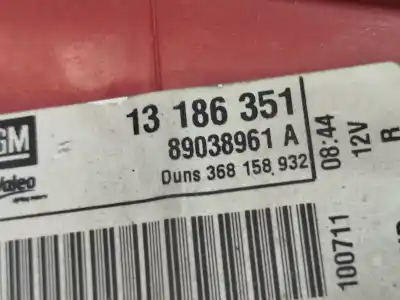 GM
13 186 351
89038961 A
Duns 368 158 932
Valeo
08:44
12V
R
100711